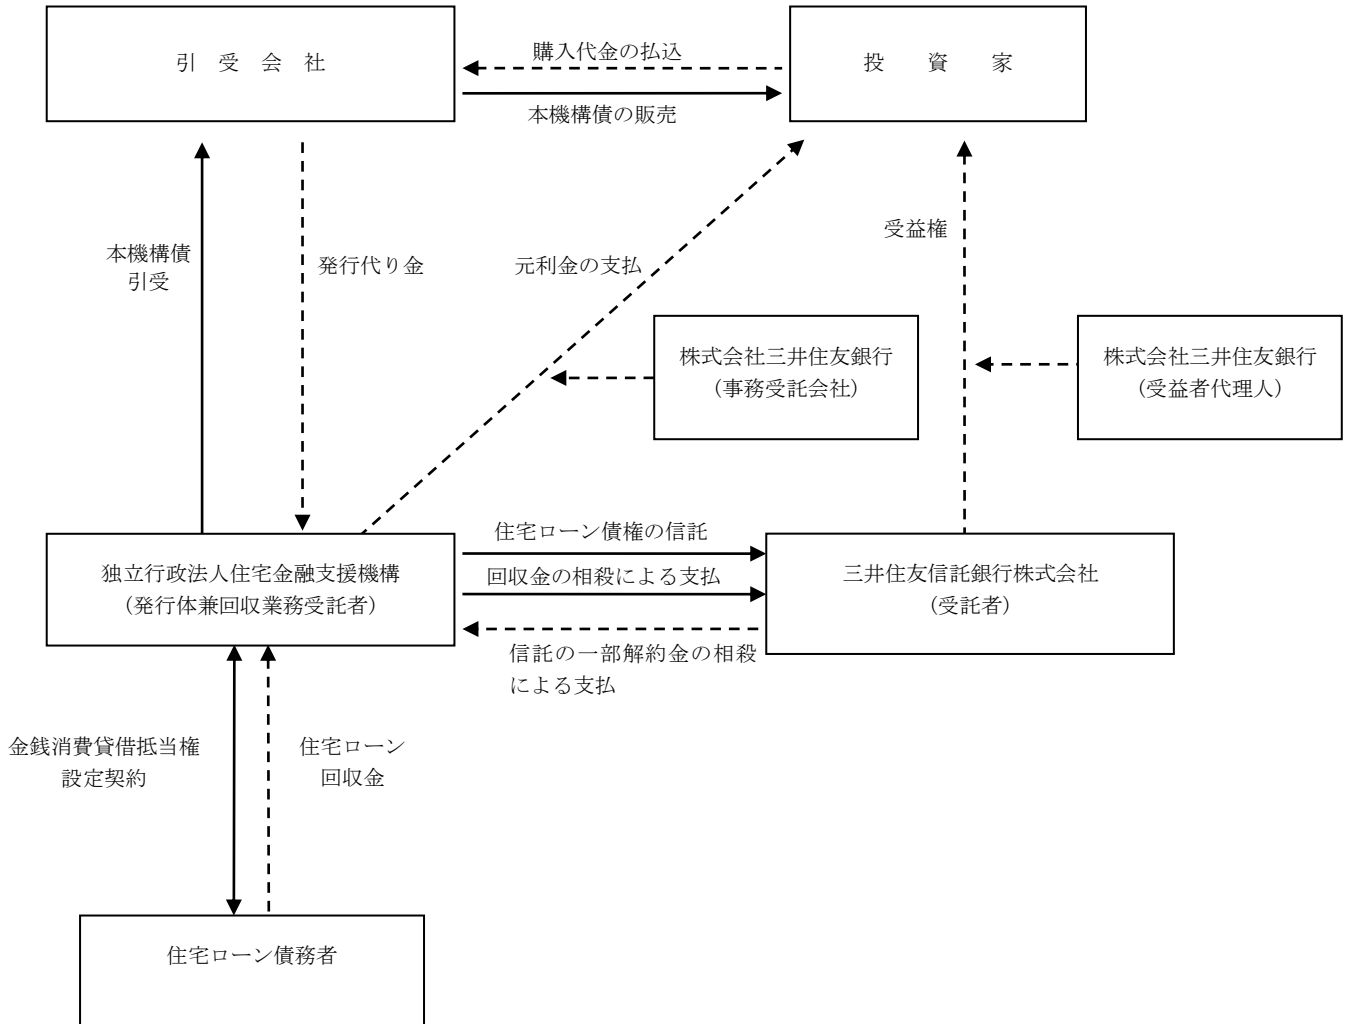 引　受　会　社
購入代金の払込
投　　資　　家
本機構債の販売
受益権
本機構債
引受
発行代り金
元利金の支払
株式会社三井住友銀行
（事務受託会社）
株式会社三井住友銀行
（受益者代理人）
住宅ローン債権の信託
独立行政法人住宅金融支援機構
（発行体兼回収業務受託者）
回収金の相殺による支払
三井住友信託銀行株式会社
（受託者）
信託の一部解約金の相殺
による支払
金銭消費貸借抵当権
設定契約
住宅ローン
回収金
住宅ローン債務者